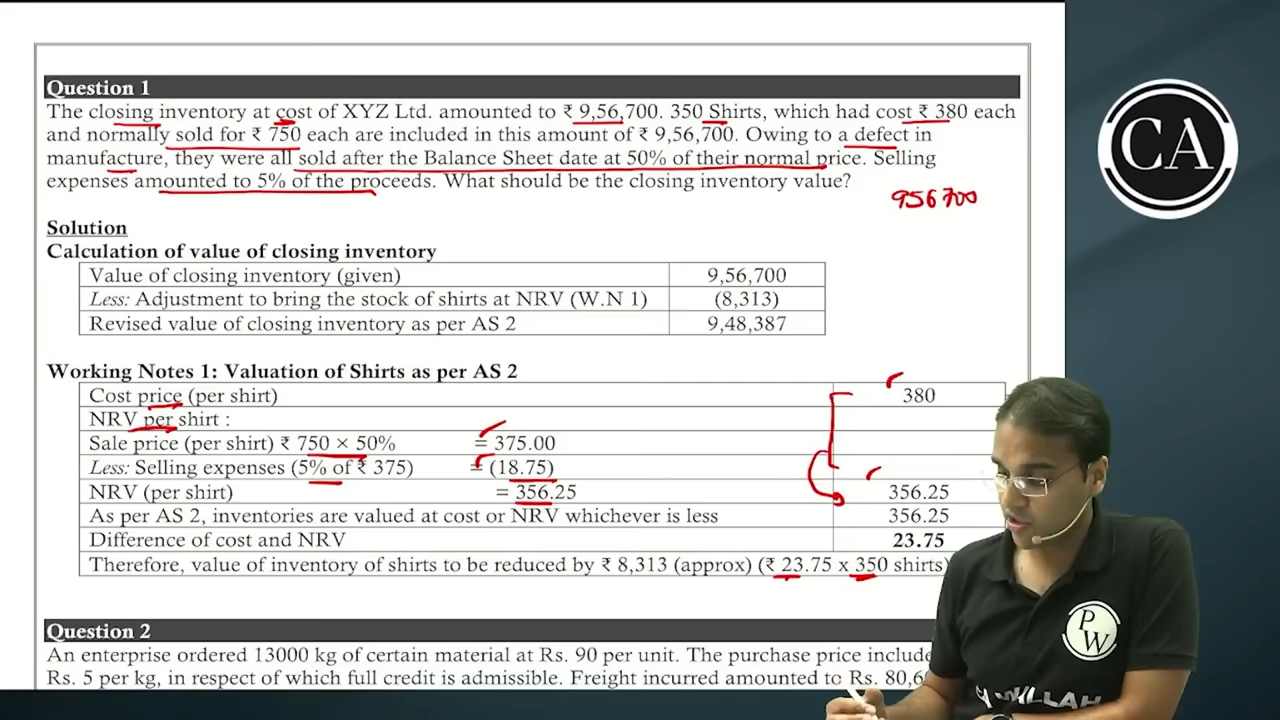 Question 1
The closing inventory at cost of XYZ Ltd. amounted to ₹ 9,56,700. 350 Shirts, which had cost ₹ 380 each
and normally sold for ₹ 750 each are included in this amount of ₹ 9,56,700. Owing to a defect in
manufacture, they were all sold after the Balance Sheet date at 50% of their normal price. Selling
expenses amounted to 5% of the proceeds. What should be the closing inventory value?
956700
Solution
Calculation of value of closing inventory
Value of closing inventory (given) 9,56,700
Less: Adjustment to bring the stock of shirts at NRV (W.N 1) (8,313)
Revised value of closing inventory as per AS 2 9,48,387
Working Notes 1: Valuation of Shirts as per AS 2
Cost price (per shirt) 380
NRV per shirt :
Sale price (per shirt) ₹ 750 × 50% = 375.00
Less: Selling expenses (5% of ₹ 375) = (18.75)
NRV (per shirt) = 356.25 356.25
As per AS 2, inventories are valued at cost or NRV whichever is less 356.25
Difference of cost and NRV 23.75
Therefore, value of inventory of shirts to be reduced by ₹ 8,313 (approx) (₹ 23.75 x 350 shirts)
Question 2
An enterprise ordered 13000 kg of certain material at Rs. 90 per unit. The purchase price include
Rs. 5 per kg, in respect of which full credit is admissible. Freight incurred amounted to Rs. 80,
CA
P
W